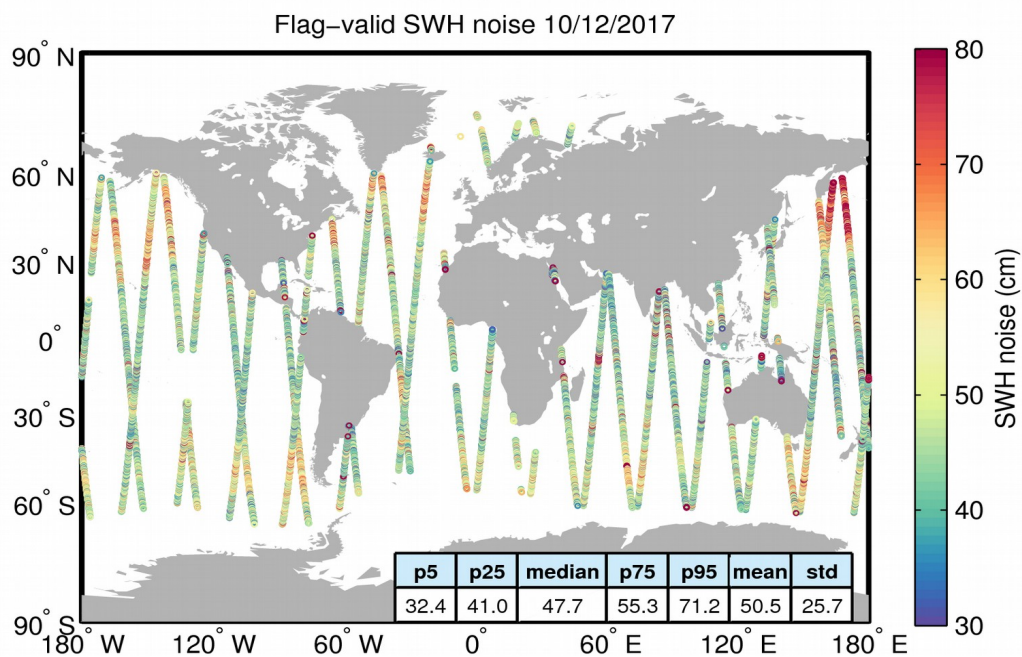 Flag−valid SWH noise 10/12/2017
90° N
60° N
30° N
0°
30° S
60° S
90° S
180° W
120° W
60° W
0°
60° E
120° E
180° E
p5 p25 median p75 p95 mean std
32.4 41.0 47.7 55.3 71.2 50.5 25.7
80
70
60
50
40
30
SWH noise (cm)